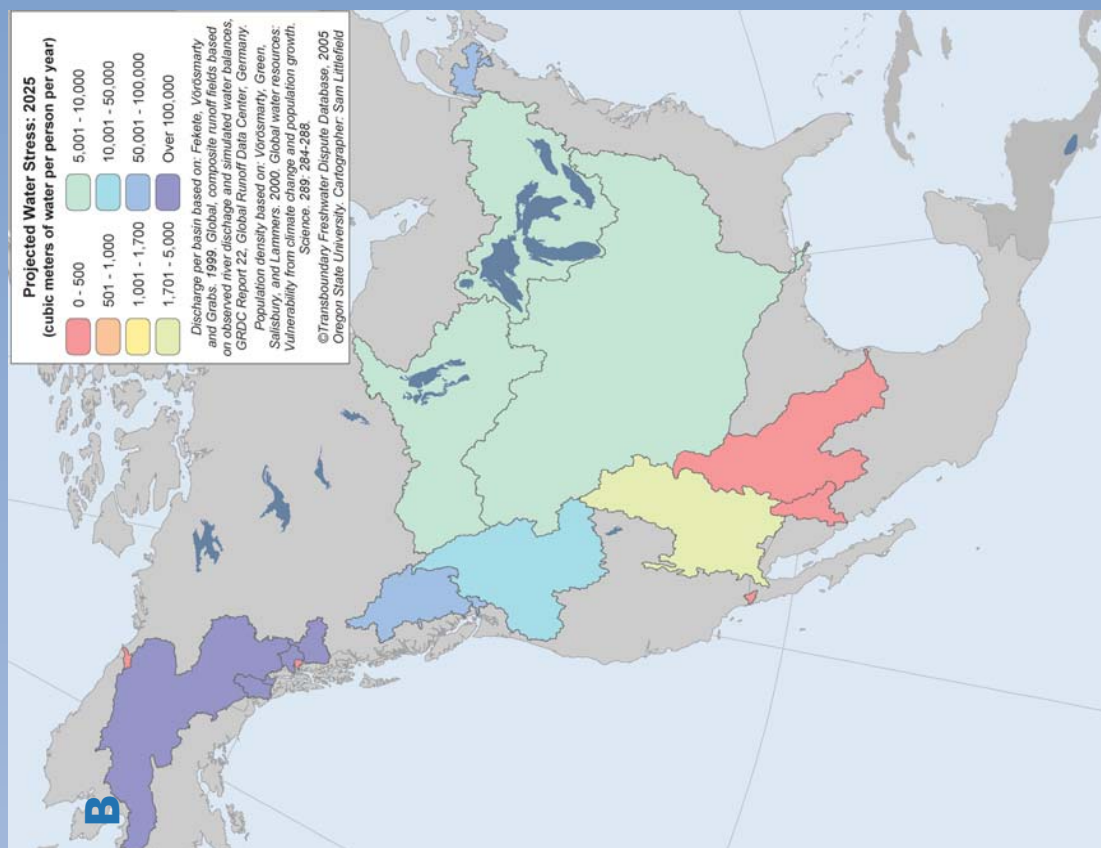 Projected Water Stress: 2025
(cubic meters of water per person per year)
0 - 500
501 - 1,000
1,001 - 1,700
1,701 - 5,000
5,001 - 10,000
10,001 - 50,000
50,001 - 100,000
Over 100,000
Discharge per basin based on: Fekete, Vörösmarty
and Grabs. 1999. Global, composite runoff fields based
on observed river discharge and simulated water balances,
GRDC Report 22, Global Runoff Data Center, Germany.
Population density based on: Vörösmarty, Green,
Salisbury, and Lammers. 2000. Global water resources:
Vulnerability from climate change and population growth.
Science. 289: 284-288.
©Transboundary Freshwater Dispute Database, 2005
Oregon State University. Cartographer: Sam Littlefield
B